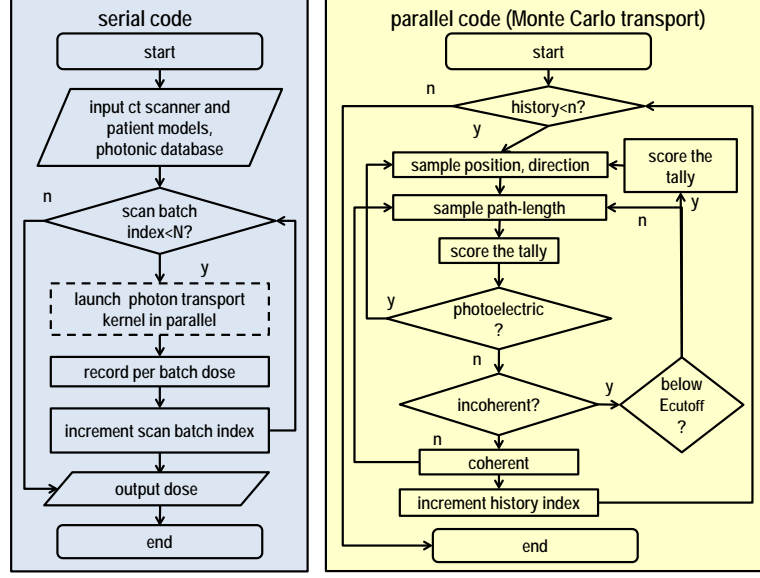 serial code
start
input ct scanner and
patient models,
photonic database
n
scan batch
index<N?
y
launch photon transport
kernel in parallel
record per batch dose
increment scan batch index
output dose
end
parallel code (Monte Carlo transport)
start
n
history<n?
y
sample position, direction
score the
tally
sample path-length
n
y
score the tally
y
photoelectric
?
n
incoherent?
y
below
Ecutoff
?
n
coherent
increment history index
end